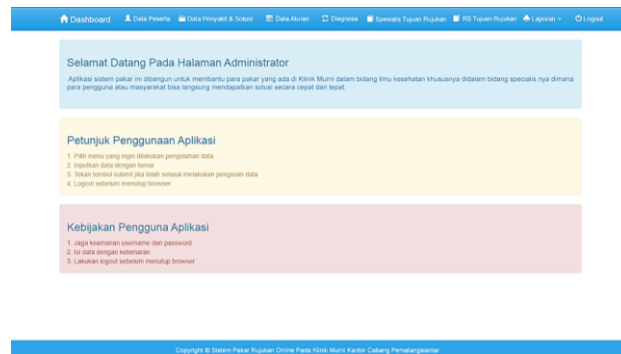 Dashboard Data Peserta Data Penyakit & Solusi Data Aturan Diagnosa Spesialis Tujuan Rujukan RS Tujuan Rujukan Laporan Logout
Selamat Datang Pada Halaman Administrator
Aplikasi sistem pakar ini dibangun untuk membantu para pakar yang ada di Klinik Murni dalam bidang ilmu kesehatan khususnya didalam bidang specialis nya dimana
para pengguna atau masyarakat bisa langsung mendapatkan solusi secara cepat dan tepat.
Petunjuk Penggunaan Aplikasi
1. Pilih menu yang ingin dilakukan pengolahan data
2. Inputkan data dengan benar
3. Tekan tombol submit jika telah selasai melakukan pengisian data
4. Logout sebelum menutup browser
Kebijakan Pengguna Aplikasi
1. Jaga keamanan username dan password
2. Isi data dengan kebenaran
3. Lakukan logout sebelum menutup browser
Copyright © Sistem Pakar Rujukan Online Pada Klinik Murni Kantor Cabang Pematangsiantar